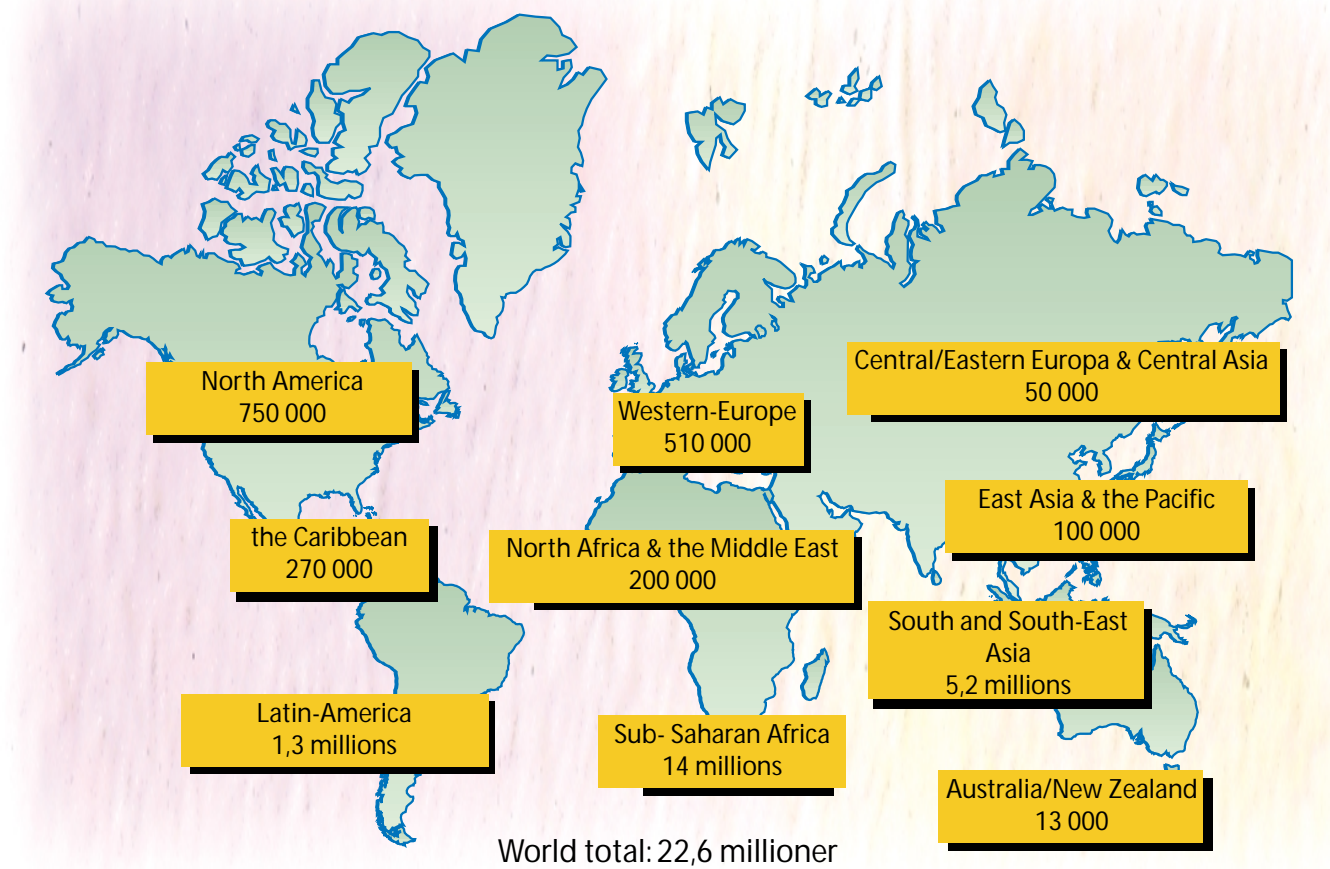 North America
750 000
Central/Eastern Europa & Central Asia
50 000
Western-Europe
510 000
East Asia & the Pacific
100 000
the Caribbean
270 000
North Africa & the Middle East
200 000
South and South-East
Asia
5,2 millions
Latin-America
1,3 millions
Sub- Saharan Africa
14 millions
Australia/New Zealand
13 000
World total: 22,6 millioner